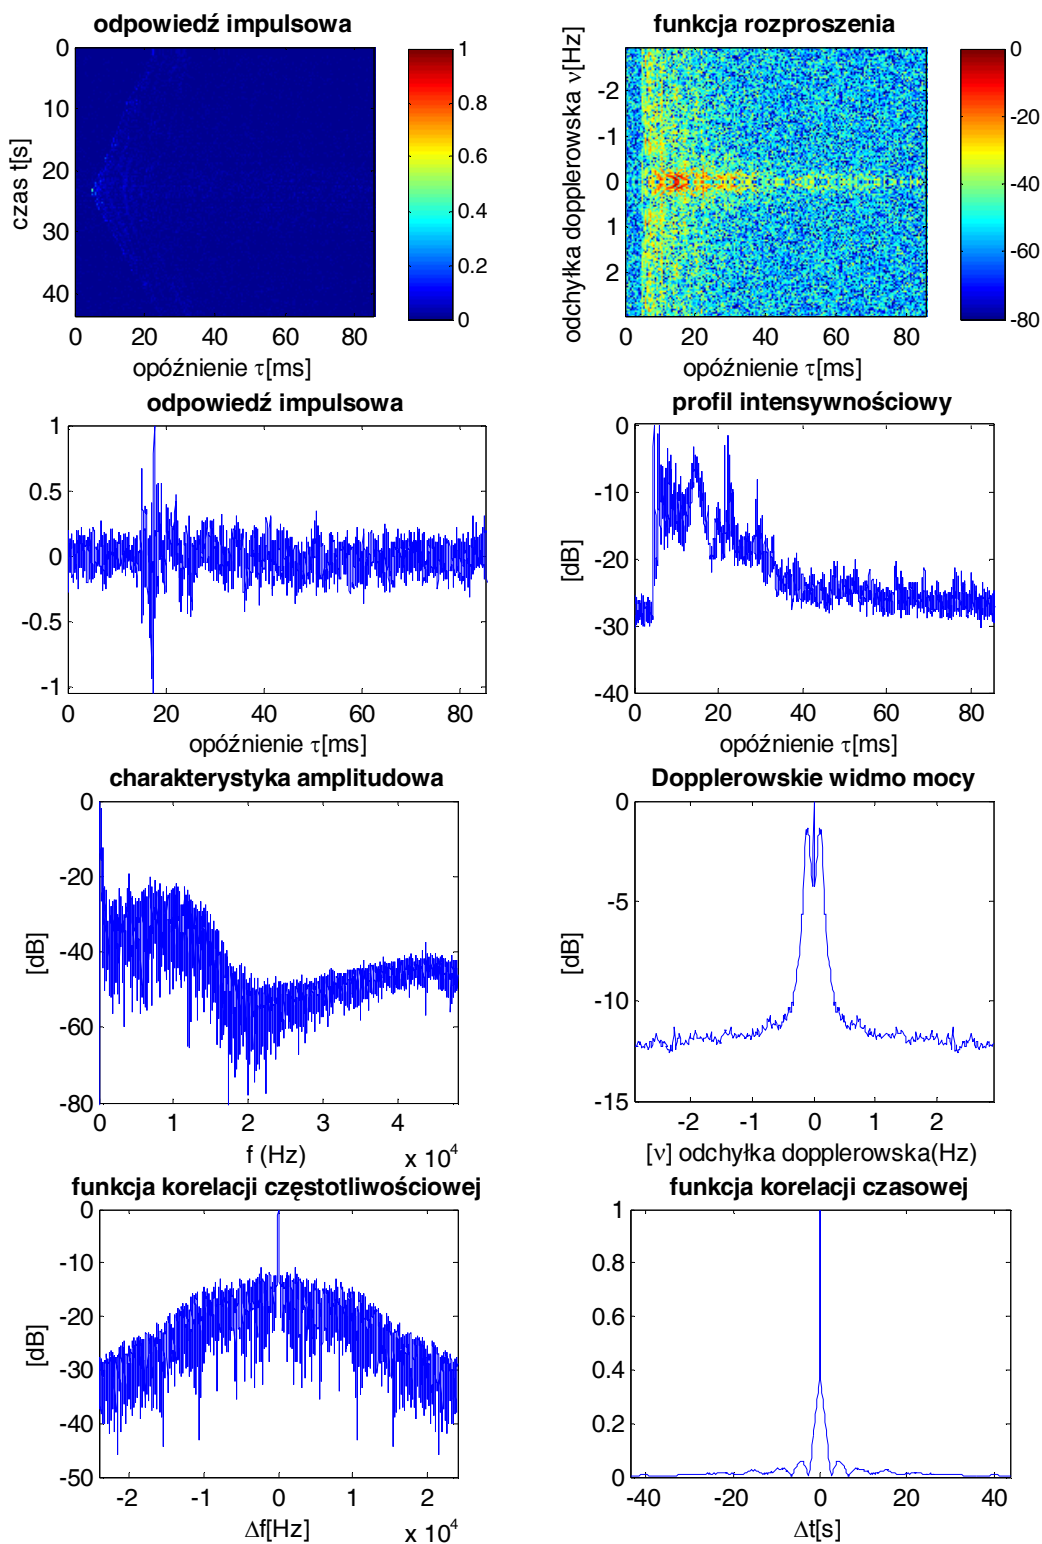 odpowiedź impulsowa
czas t[s]
0
10
20
30
40
0 20 40 60 80
opóźnienie τ[ms]
1
0.8
0.6
0.4
0.2
0
funkcja rozproszenia
odchyłka dopplerowska ν[Hz]
-2
-1
0
1
2
0 20 40 60 80
opóźnienie τ[ms]
0
-20
-40
-60
-80
odpowiedź impulsowa
1
0.5
0
-0.5
-1
0 20 40 60 80
opóźnienie τ[ms]
profil intensywnościowy
[dB]
0
-10
-20
-30
-40
0 20 40 60 80
opóźnienie τ[ms]
charakterystyka amplitudowa
[dB]
0
-20
-40
-60
-80
0 1 2 3 4
f (Hz)
x 10⁴
Dopplerowskie widmo mocy
[dB]
0
-5
-10
-15
-2 -1 0 1 2
[ν] odchyłka dopplerowska(Hz)
funkcja korelacji częstotliwościowej
[dB]
0
-10
-20
-30
-40
-50
-2 -1 0 1 2
Δf[Hz]
x 10⁴
funkcja korelacji czasowej
1
0.8
0.6
0.4
0.2
0
-40 -20 0 20 40
Δt[s]